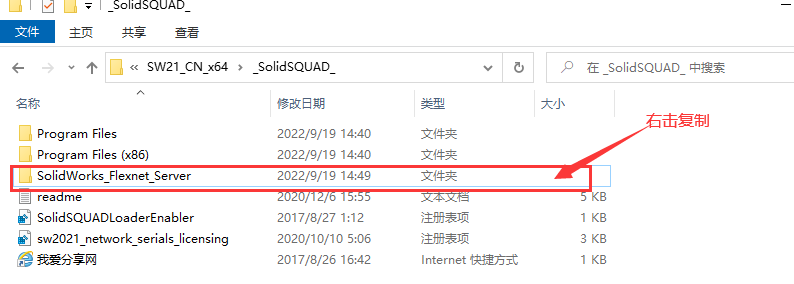 _SolidSQUAD_
文件 主页 共享 查看
« SW21_CN_x64 › _SolidSQUAD_ 在 _SolidSQUAD_ 中搜索
名称 修改日期 类型 大小
右击复制
Program Files 2022/9/19 14:40 文件夹
Program Files (x86) 2022/9/19 14:40 文件夹
SolidWorks_Flexnet_Server 2022/9/19 14:49 文件夹
readme 2020/12/6 15:55 文本文档 5 KB
SolidSQUADLoaderEnabler 2017/8/27 1:12 注册表项 1 KB
sw2021_network_serials_licensing 2020/10/10 5:06 注册表项 3 KB
我爱分享网 2017/8/26 16:42 Internet 快捷方式 1 KB